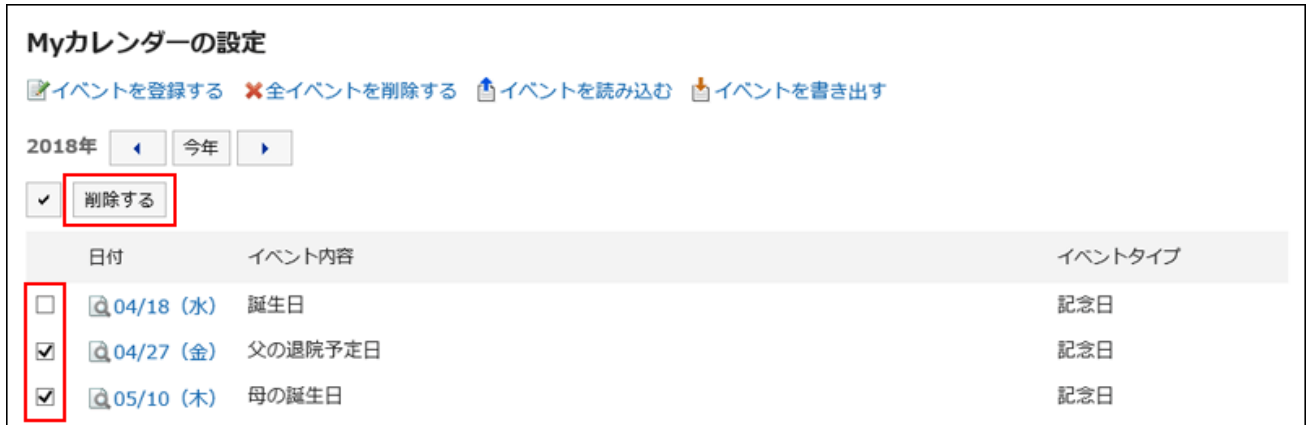 Myカレンダーの設定
イベントを登録する 全イベントを削除する イベントを読み込む イベントを書き出す
2018年 今年
削除する
日付 イベント内容 イベントタイプ
04/18（水） 誕生日 記念日
04/27（金） 父の退院予定日 記念日
05/10（木） 母の誕生日 記念日